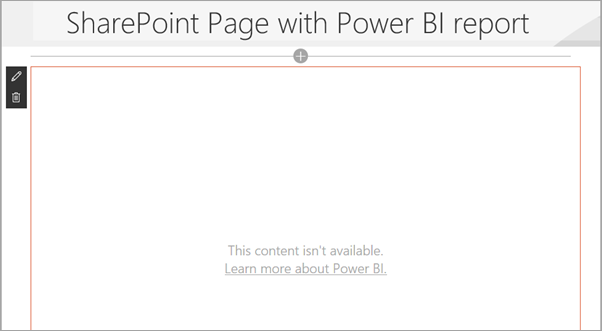 SharePoint Page with Power BI report
This content isn't available.
Learn more about Power BI.